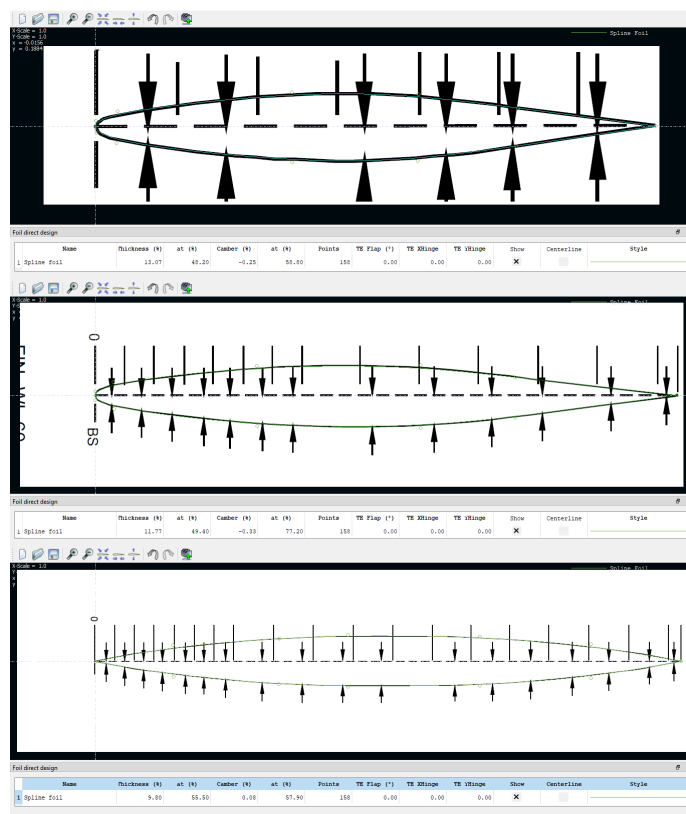 X-Scale = 1.0
Y-Scale = 1.0
x = -0.0156
y = 0.1884
Spline Foil
Foil direct design
Name Thickness (%) at (%) Camber (%) at (%) Points TE Flap (°) TE XHinge TE YHinge Show Centerline Style
1 Spline foil 13.07 48.20 -0.25 58.80 158 0.00 0.00 0.00
X-Scale = 1.0
Spline Foil
0
BS
Foil direct design
Name Thickness (%) at (%) Camber (%) at (%) Points TE Flap (°) TE XHinge TE YHinge Show Centerline Style
1 Spline foil 11.77 49.40 -0.33 77.20 158 0.00 0.00 0.00
X-Scale = 1.0
Spline Foil
0
Foil direct design
Name Thickness (%) at (%) Camber (%) at (%) Points TE Flap (°) TE XHinge TE YHinge Show Centerline Style
1 Spline foil 9.80 55.50 0.08 57.90 158 0.00 0.00 0.00